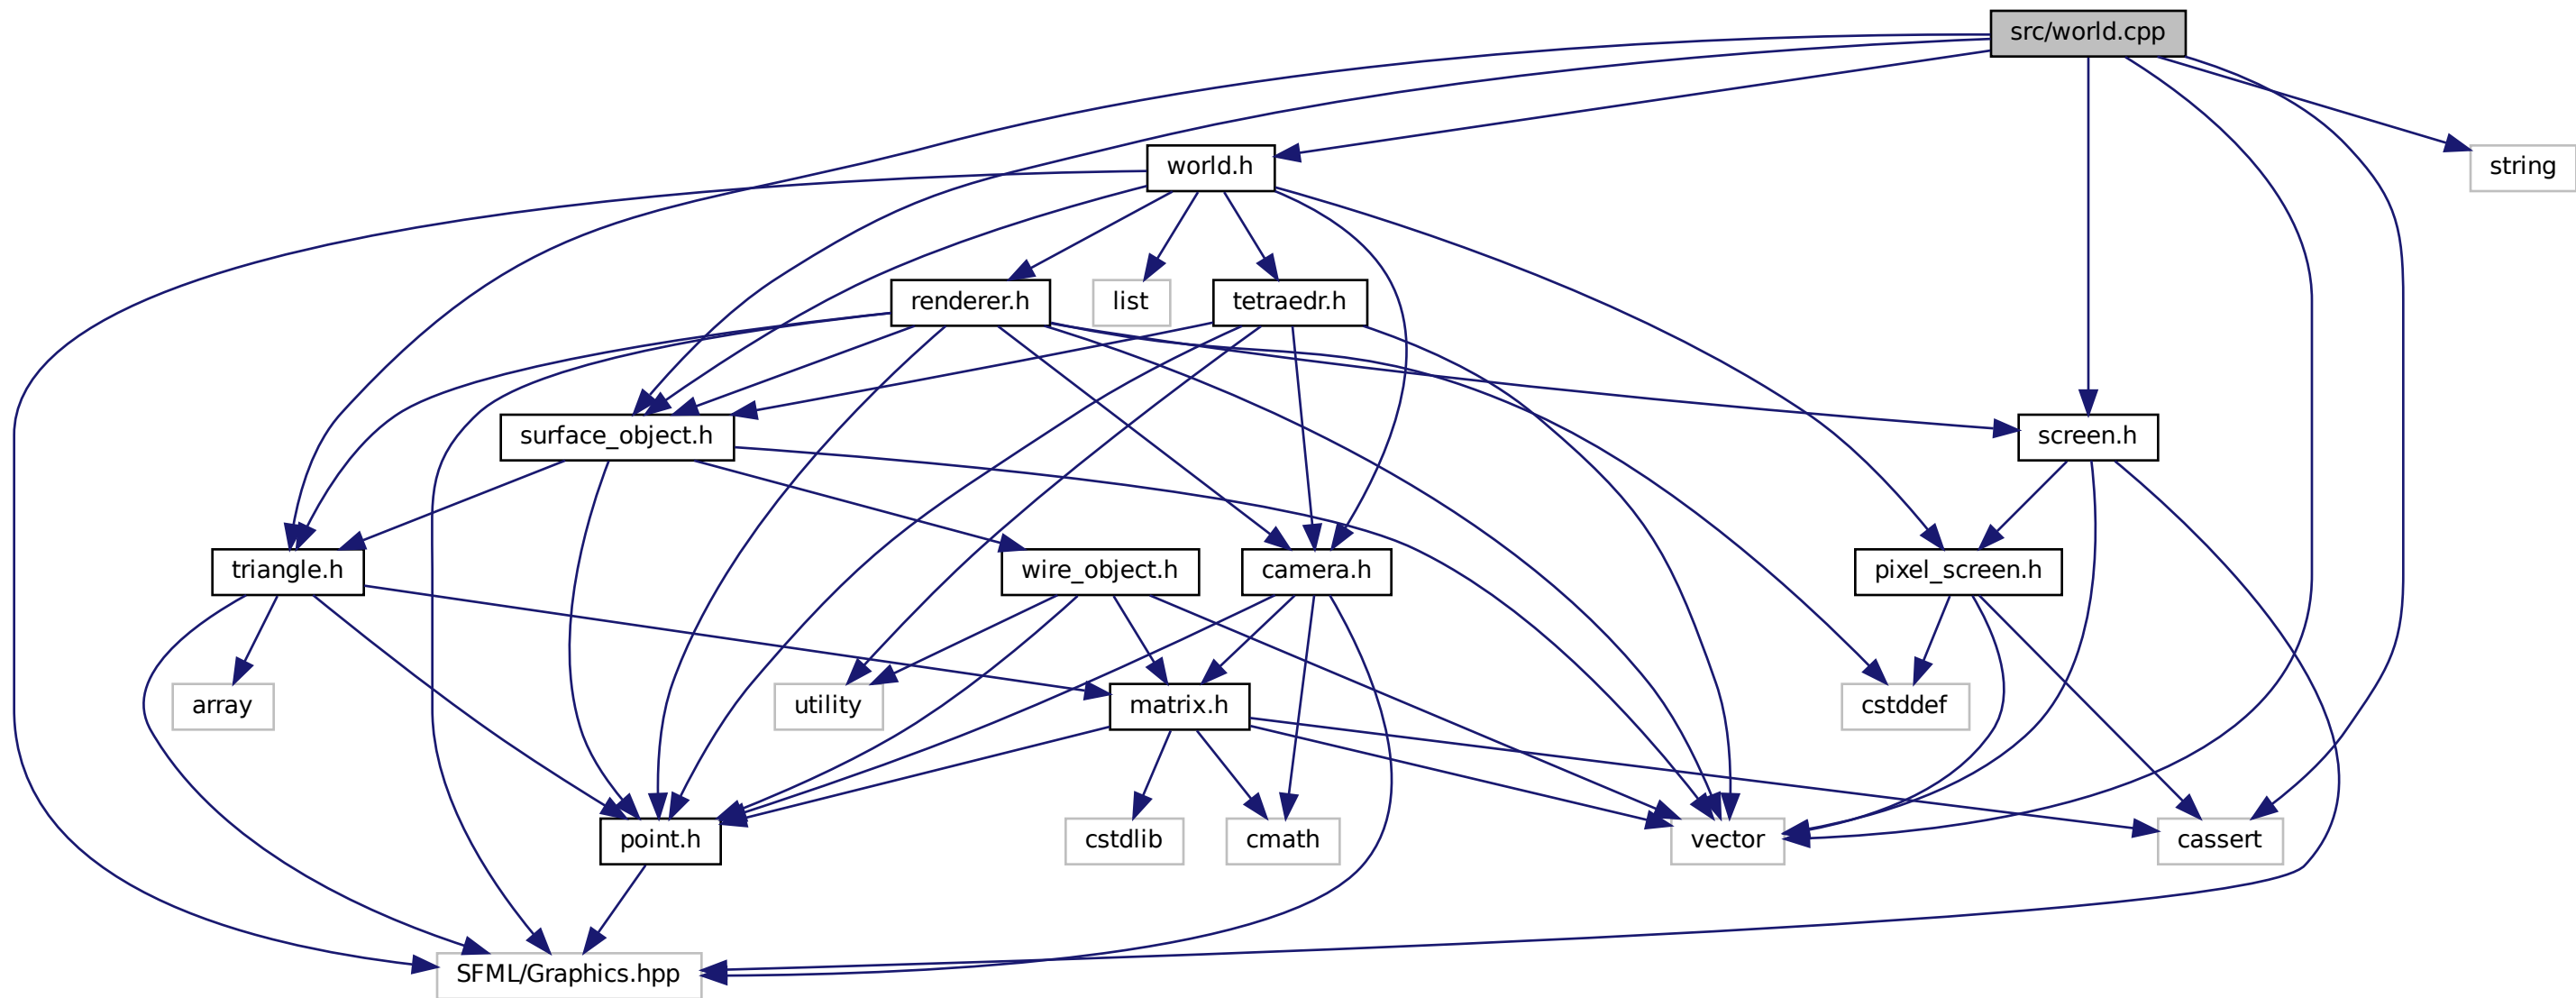 src/world.cpp
world.h
string
renderer.h
list
tetraedr.h
surface_object.h
screen.h
triangle.h
wire_object.h
camera.h
pixel_screen.h
array
utility
matrix.h
cstddef
point.h
cstdlib
cmath
vector
cassert
SFML/Graphics.hpp